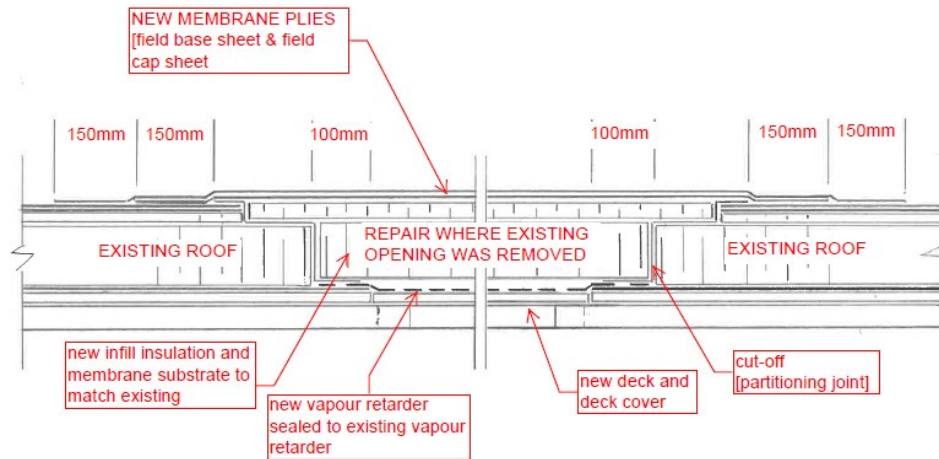 NEW MEMBRANE PLIES
[field base sheet & field
cap sheet
150mm
150mm
100mm
100mm
150mm
150mm
EXISTING ROOF
REPAIR WHERE EXISTING
OPENING WAS REMOVED
EXISTING ROOF
new infill insulation and
membrane substrate to
match existing
new vapour retarder
sealed to existing vapour
retarder
new deck and
deck cover
cut-off
[partitioning joint]